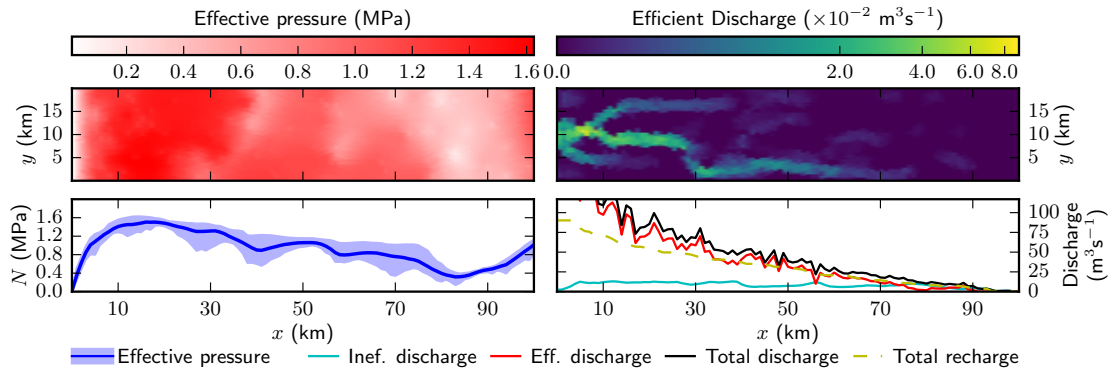 Effective pressure (MPa)
Efficient Discharge (×10⁻² m³s⁻¹)
0.2 0.4 0.6 0.8 1.0 1.2 1.4 1.6
0.0 2.0 4.0 6.0 8.0
y (km)
15
10
5
y (km)
15
10
5
N (MPa)
1.6
1.2
0.8
0.4
0.0
Discharge
(m³s⁻¹)
100
75
50
25
0
10 30 50 70 90
10 30 50 70 90
x (km)
x (km)
Effective pressure
Inef. discharge
Eff. discharge
Total discharge
Total recharge